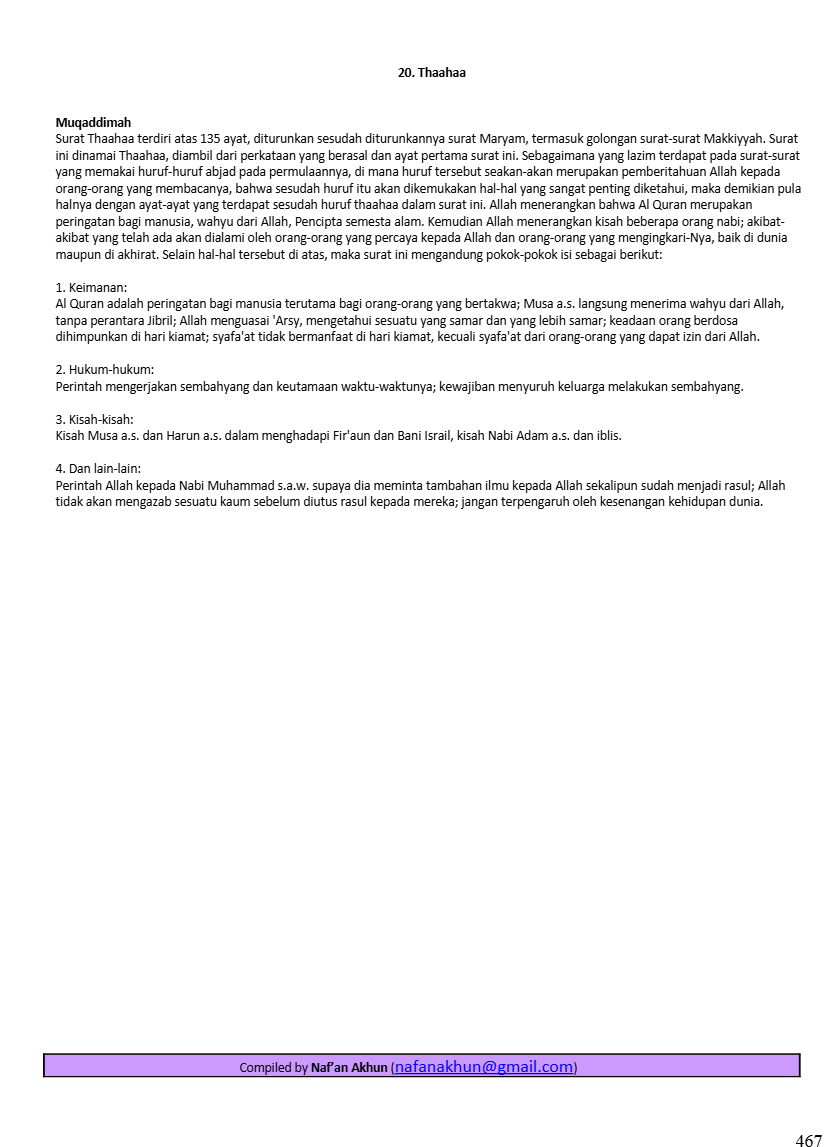 20. Thaahaa
Muqaddimah
Surat Thaahaa terdiri atas 135 ayat, diturunkan sesudah diturunkannya surat Maryam, termasuk golongan surat-surat Makkiyyah. Surat
ini dinamai Thaahaa, diambil dari perkataan yang berasal dan ayat pertama surat ini. Sebagaimana yang lazim terdapat pada surat-surat
yang memakai huruf-huruf abjad pada permulaannya, di mana huruf tersebut seakan-akan merupakan pemberitahuan Allah kepada
orang-orang yang membacanya, bahwa sesudah huruf itu akan dikemukakan hal-hal yang sangat penting diketahui, maka demikian pula
halnya dengan ayat-ayat yang terdapat sesudah huruf thaahaa dalam surat ini. Allah menerangkan bahwa Al Quran merupakan
peringatan bagi manusia, wahyu dari Allah, Pencipta semesta alam. Kemudian Allah menerangkan kisah beberapa orang nabi; akibat-
akibat yang telah ada akan dialami oleh orang-orang yang percaya kepada Allah dan orang-orang yang mengingkari-Nya, baik di dunia
maupun di akhirat. Selain hal-hal tersebut di atas, maka surat ini mengandung pokok-pokok isi sebagai berikut:
1. Keimanan:
Al Quran adalah peringatan bagi manusia terutama bagi orang-orang yang bertakwa; Musa a.s. langsung menerima wahyu dari Allah,
tanpa perantara Jibril; Allah menguasai 'Arsy, mengetahui sesuatu yang samar dan yang lebih samar; keadaan orang berdosa
dihimpunkan di hari kiamat; syafa'at tidak bermanfaat di hari kiamat, kecuali syafa'at dari orang-orang yang dapat izin dari Allah.
2. Hukum-hukum:
Perintah mengerjakan sembahyang dan keutamaan waktu-waktunya; kewajiban menyuruh keluarga melakukan sembahyang.
3. Kisah-kisah:
Kisah Musa a.s. dan Harun a.s. dalam menghadapi Fir'aun dan Bani Israil, kisah Nabi Adam a.s. dan iblis.
4. Dan lain-lain:
Perintah Allah kepada Nabi Muhammad s.a.w. supaya dia meminta tambahan ilmu kepada Allah sekalipun sudah menjadi rasul; Allah
tidak akan mengazab sesuatu kaum sebelum diutus rasul kepada mereka; jangan terpengaruh oleh kesenangan kehidupan dunia.
Compiled by Naf’an Akhun (nafanakhun@gmail.com)
467